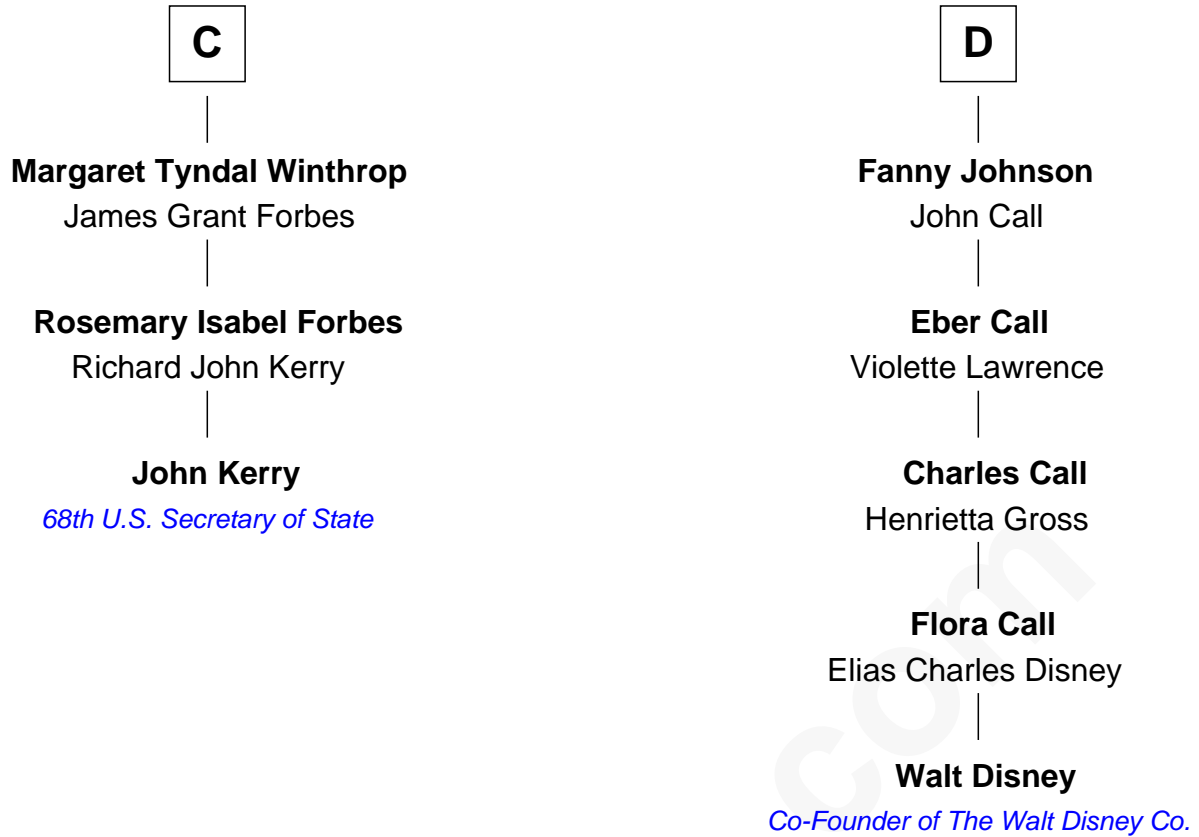 C
Margaret Tyndal Winthrop
James Grant Forbes
Rosemary Isabel Forbes
Richard John Kerry
John Kerry
68th U.S. Secretary of State
D
Fanny Johnson
John Call
Eber Call
Violette Lawrence
Charles Call
Henrietta Gross
Flora Call
Elias Charles Disney
Walt Disney
Co-Founder of The Walt Disney Co.
com